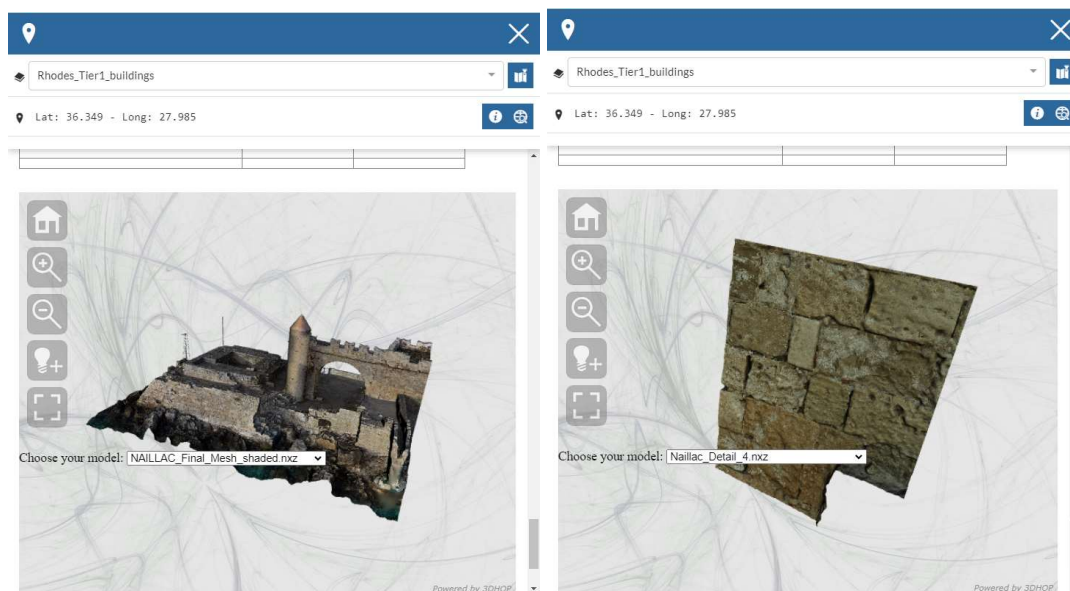 Rhodes_Tier1_buildings
Lat: 36.349 - Long: 27.985
Choose your model: NAILLAC_Final_Mesh_shaded.nxz
Powered by 3DHOP
Rhodes_Tier1_buildings
Lat: 36.349 - Long: 27.985
Choose your model: Naillac_Detail_4.nxz
Powered by 3DHOP